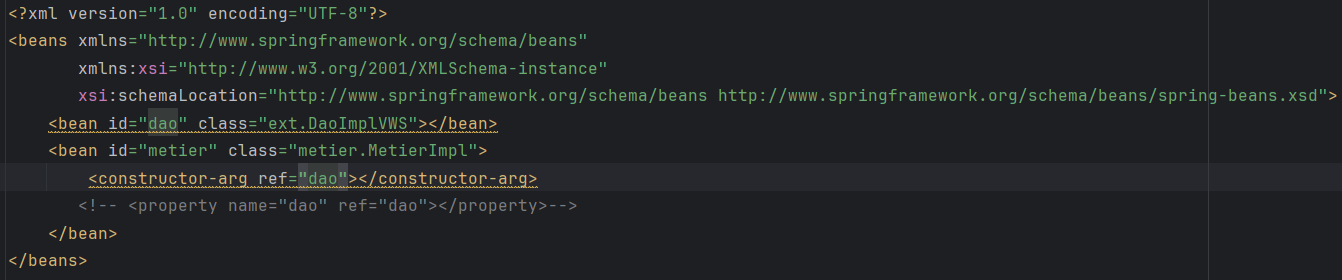 <?xml version="1.0" encoding="UTF-8"?>
<beans xmlns="http://www.springframework.org/schema/beans"
       xmlns:xsi="http://www.w3.org/2001/XMLSchema-instance"
       xsi:schemaLocation="http://www.springframework.org/schema/beans http://www.springframework.org/schema/beans/spring-beans.xsd">
    <bean id="dao" class="ext.DaoImplVWS"></bean>
    <bean id="metier" class="metier.MetierImpl">
        <constructor-arg ref="dao"></constructor-arg>
       <!-- <property name="dao" ref="dao"></property>-->
    </bean>
</beans>